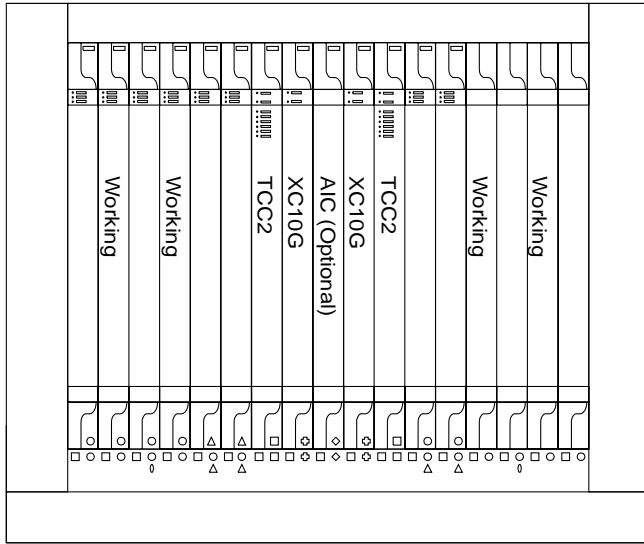 Working
Working
TCC2
XC10G
AIC (Optional)
XC10G
TCC2
Working
Working